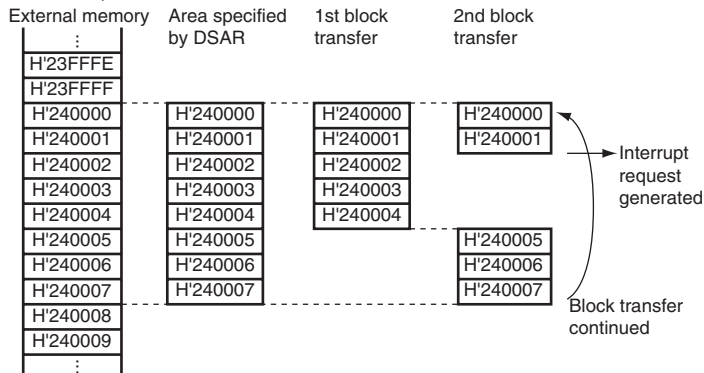 External memory
Area specified
by DSAR
1st block
transfer
2nd block
transfer
⋮
H'23FFFE
H'23FFFF
H'240000 H'240000 H'240000 H'240000
H'240001 H'240001 H'240001 H'240001
H'240002 H'240002 H'240002
H'240003 H'240003 H'240003
H'240004 H'240004 H'240004
H'240005 H'240005 H'240005
H'240006 H'240006 H'240006
H'240007 H'240007 H'240007
H'240008
H'240009
⋮
Interrupt
request
generated
Block transfer
continued